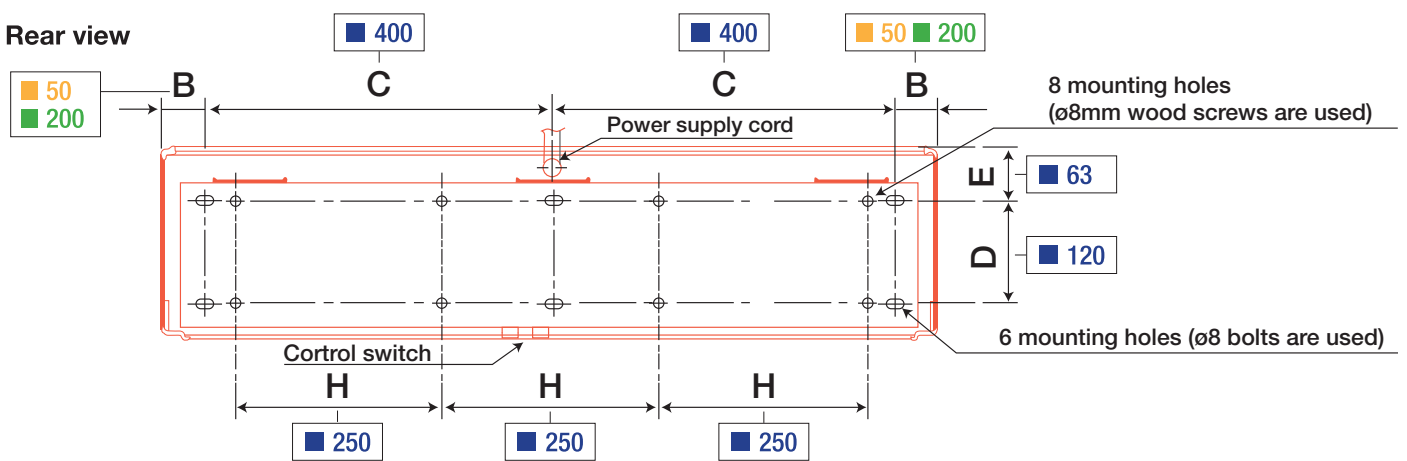 Rear view
400
400
50 200
50
200
B
C
C
B
8 mounting holes
(ø8mm wood screws are used)
Power supply cord
E
63
D
120
6 mounting holes (ø8 bolts are used)
Cortrol switch
H
H
H
250
250
250